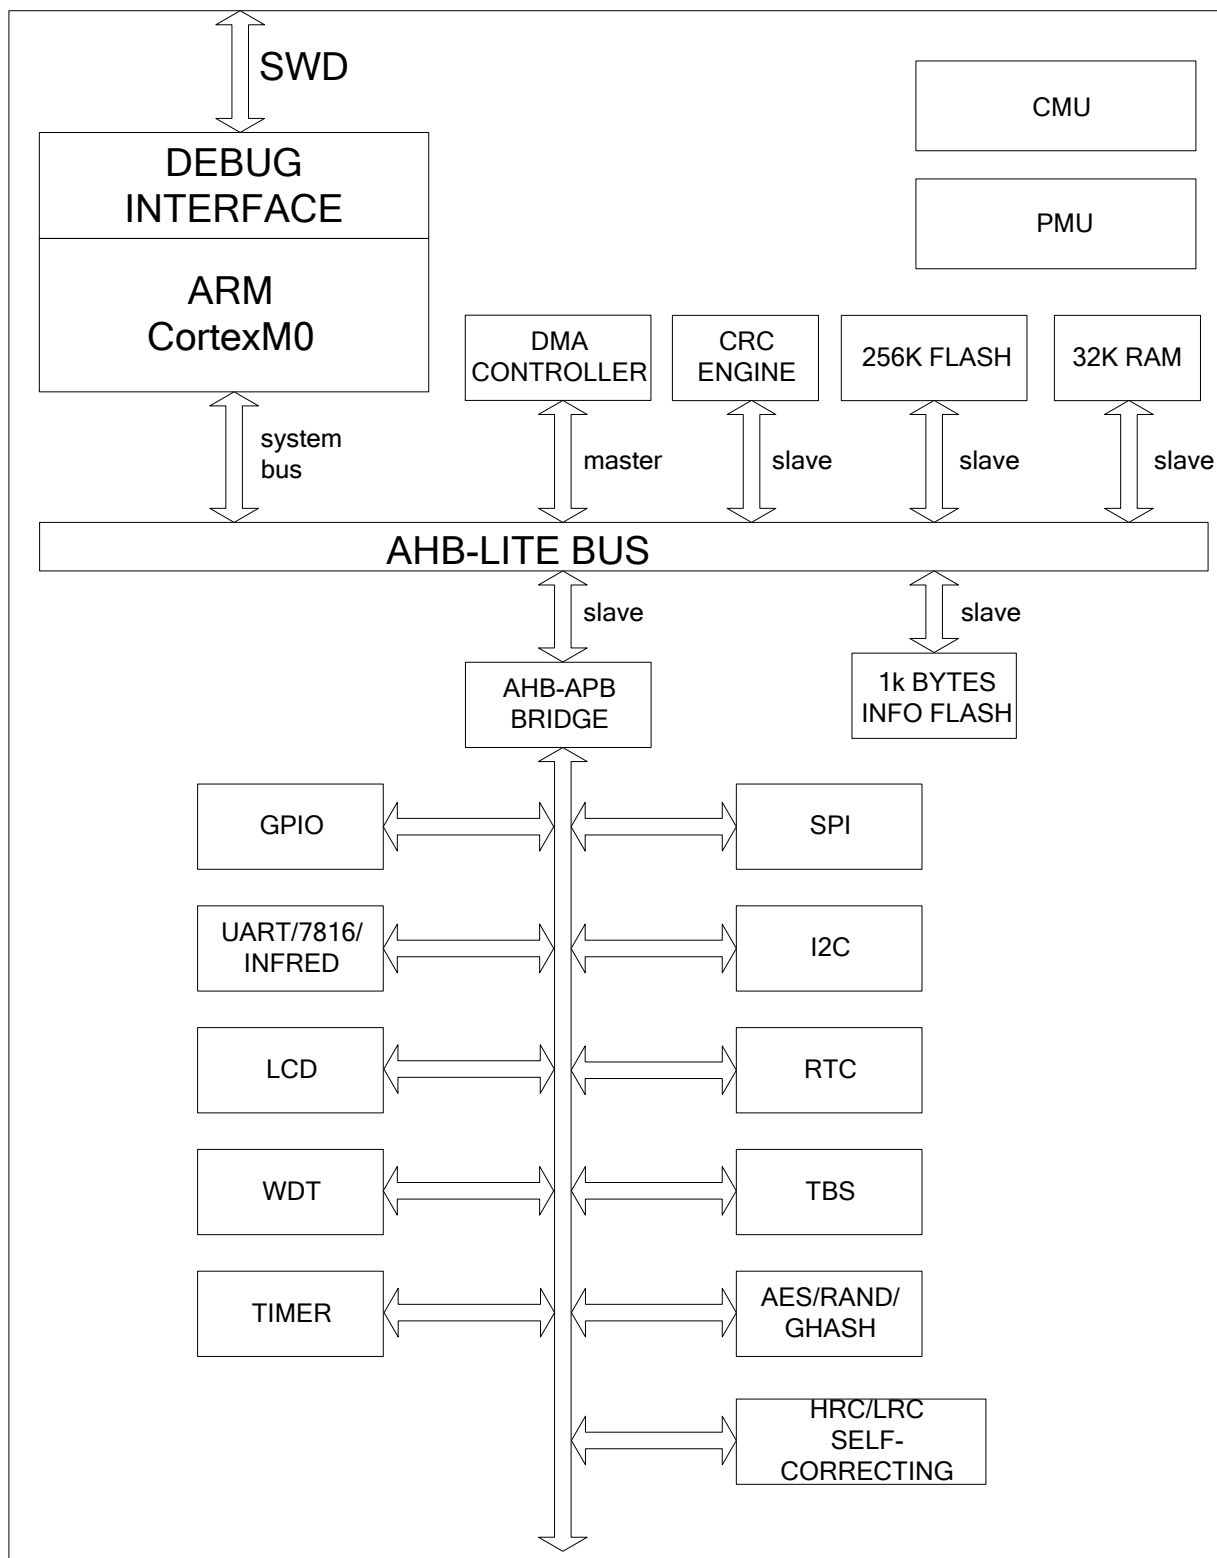 SWD
CMU
DEBUG
INTERFACE
PMU
ARM
CortexM0
DMA
CONTROLLER
CRC
ENGINE
256K FLASH
32K RAM
system
bus
master
slave
slave
slave
AHB-LITE BUS
slave
slave
AHB-APB
BRIDGE
1k BYTES
INFO FLASH
GPIO
SPI
UART/7816/
INFRED
I2C
LCD
RTC
WDT
TBS
TIMER
AES/RAND/
GHASH
HRC/LRC
SELF-
CORRECTING